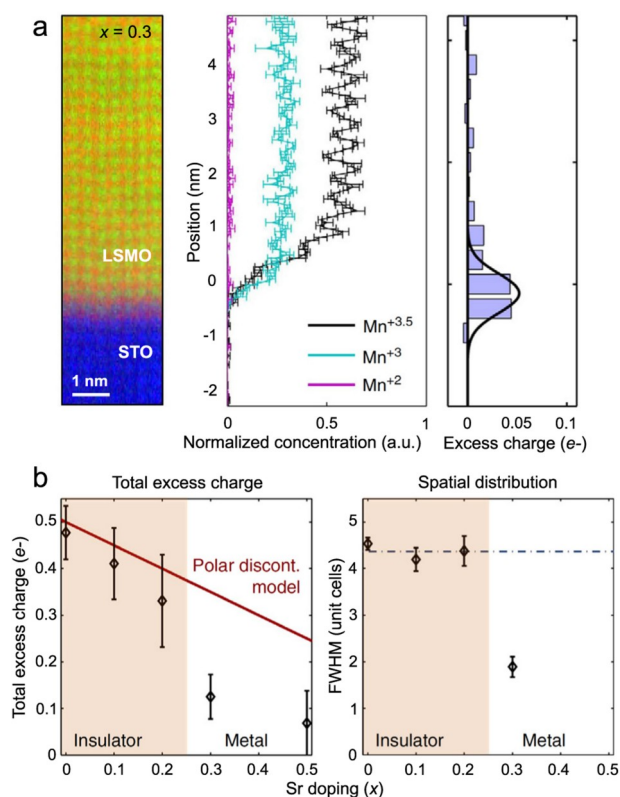 a
x = 0.3
LSMO
STO
1 nm
Position (nm)
4
3
2
1
0
-1
-2
Mn+3.5
Mn+3
Mn+2
0 0.5 1
Normalized concentration (a.u.)
0 0.05 0.1
Excess charge (e-)
b
Total excess charge
Total excess charge (e-)
0.5
0.4
0.3
0.2
0.1
0
Polar discont.
model
Insulator
Metal
0 0.1 0.2 0.3 0.4 0.5
Spatial distribution
FWHM (unit cells)
5
4
3
2
1
0
Insulator
Metal
0 0.1 0.2 0.3 0.4 0.5
Sr doping (x)